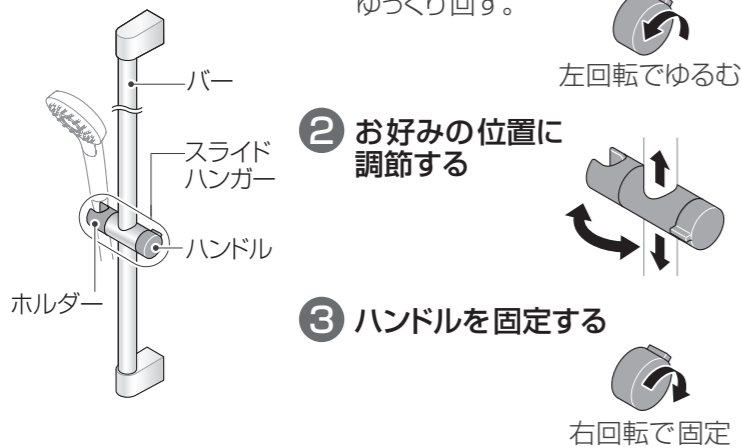 ゆっくり回す。
左回転でゆるむ
バー
スライド
ハンガー
ハンドル
ホルダー
2 お好みの位置に
調節する
3 ハンドルを固定する
右回転で固定